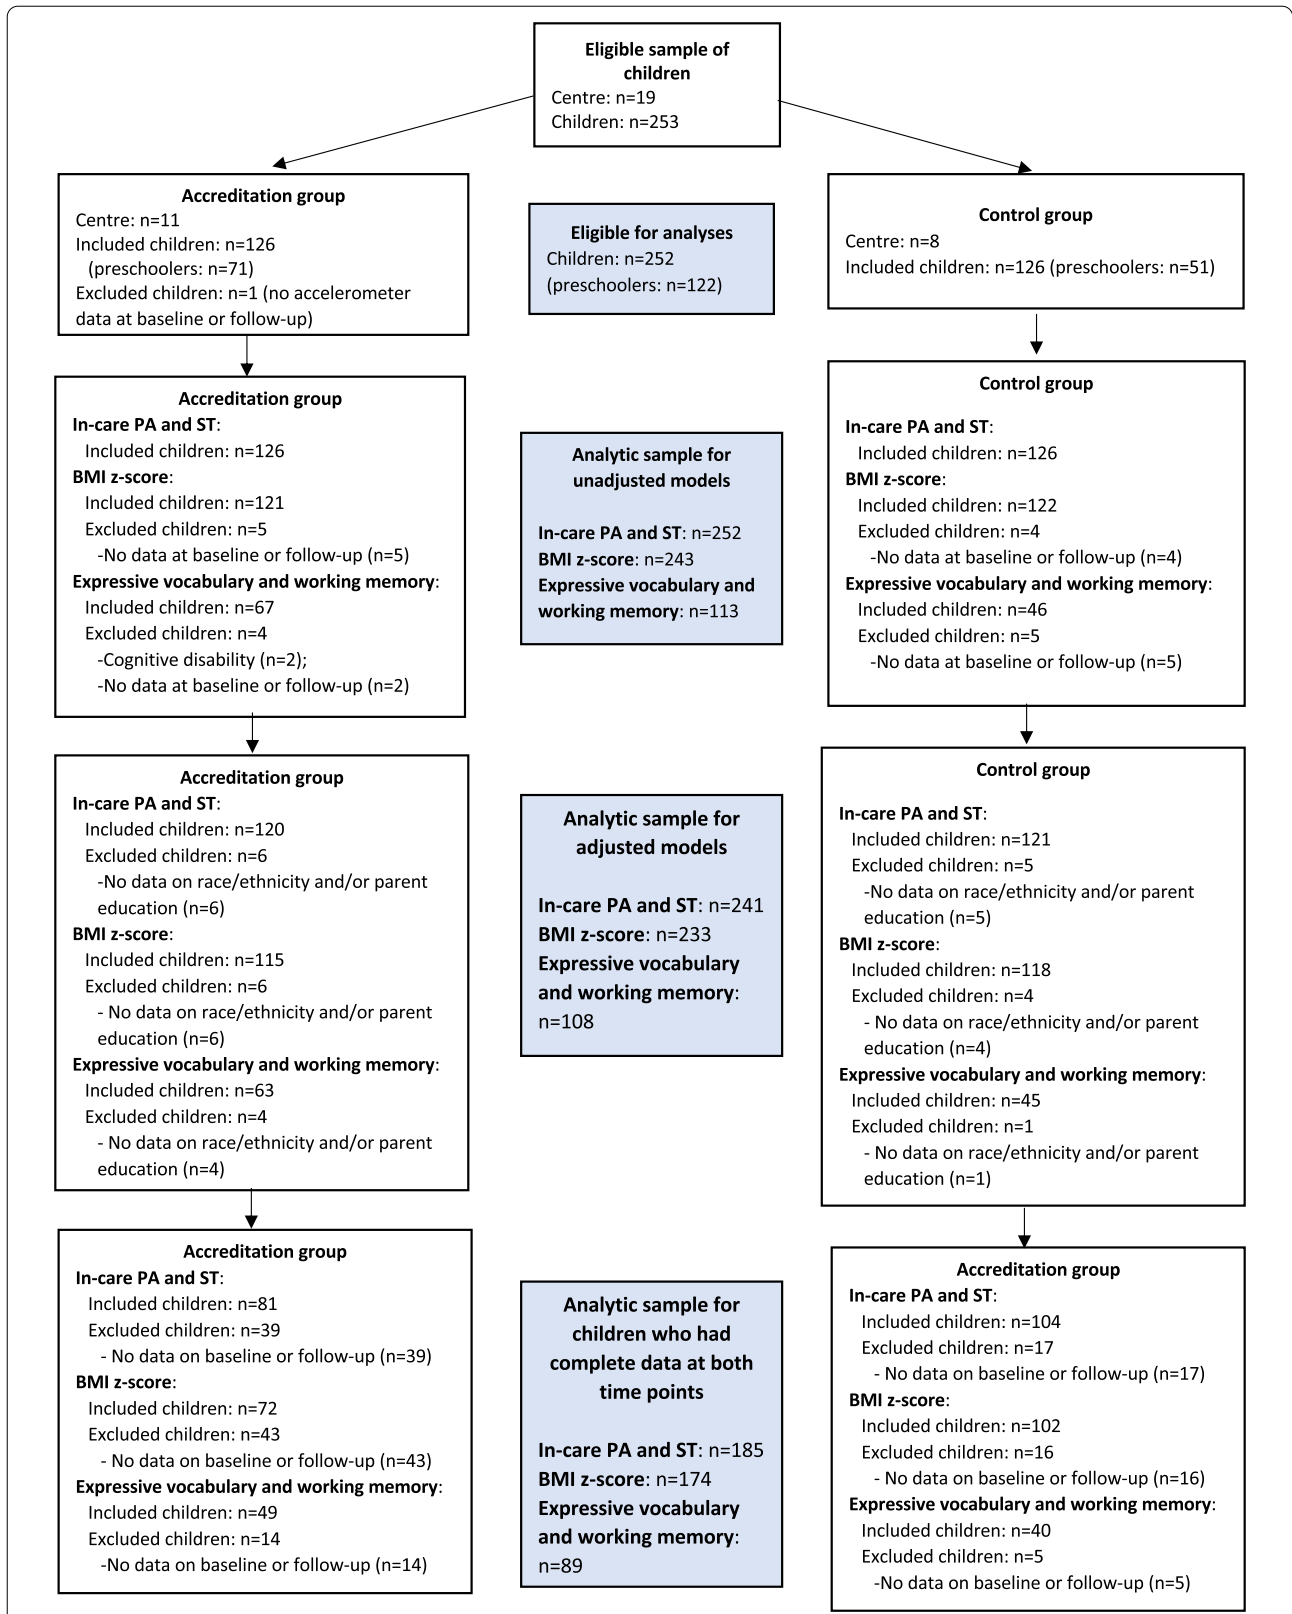 Eligible sample of
children
Centre: n=19
Children: n=253
Accreditation group
Centre: n=11
Included children: n=126
(preschoolers: n=71)
Excluded children: n=1 (no accelerometer
data at baseline or follow-up)
Eligible for analyses
Children: n=252
(preschoolers: n=122)
Control group
Centre: n=8
Included children: n=126 (preschoolers: n=51)
Accreditation group
In-care PA and ST:
Included children: n=126
BMI z-score:
Included children: n=121
Excluded children: n=5
-No data at baseline or follow-up (n=5)
Expressive vocabulary and working memory:
Included children: n=67
Excluded children: n=4
-Cognitive disability (n=2);
-No data at baseline or follow-up (n=2)
Analytic sample for
unadjusted models
In-care PA and ST: n=252
BMI z-score: n=243
Expressive vocabulary and
working memory: n=113
Control group
In-care PA and ST:
Included children: n=126
BMI z-score:
Included children: n=122
Excluded children: n=4
-No data at baseline or follow-up (n=4)
Expressive vocabulary and working memory:
Included children: n=46
Excluded children: n=5
-No data at baseline or follow-up (n=5)
Accreditation group
In-care PA and ST:
Included children: n=120
Excluded children: n=6
-No data on race/ethnicity and/or parent
education (n=6)
BMI z-score:
Included children: n=115
Excluded children: n=6
- No data on race/ethnicity and/or parent
education (n=6)
Expressive vocabulary and working memory:
Included children: n=63
Excluded children: n=4
- No data on race/ethnicity and/or parent
education (n=4)
Analytic sample for
adjusted models
In-care PA and ST: n=241
BMI z-score: n=233
Expressive vocabulary
and working memory:
n=108
Control group
In-care PA and ST:
Included children: n=121
Excluded children: n=5
-No data on race/ethnicity and/or parent
education (n=5)
BMI z-score:
Included children: n=118
Excluded children: n=4
- No data on race/ethnicity and/or parent
education (n=4)
Expressive vocabulary and working memory:
Included children: n=45
Excluded children: n=1
- No data on race/ethnicity and/or parent
education (n=1)
Accreditation group
In-care PA and ST:
Included children: n=81
Excluded children: n=39
- No data on baseline or follow-up (n=39)
BMI z-score:
Included children: n=72
Excluded children: n=43
- No data on baseline or follow-up (n=43)
Expressive vocabulary and working memory:
Included children: n=49
Excluded children: n=14
-No data on baseline or follow-up (n=14)
Analytic sample for
children who had
complete data at both
time points
In-care PA and ST: n=185
BMI z-score: n=174
Expressive vocabulary
and working memory:
n=89
Accreditation group
In-care PA and ST:
Included children: n=104
Excluded children: n=17
- No data on baseline or follow-up (n=17)
BMI z-score:
Included children: n=102
Excluded children: n=16
- No data on baseline or follow-up (n=16)
Expressive vocabulary and working memory:
Included children: n=40
Excluded children: n=5
-No data on baseline or follow-up (n=5)